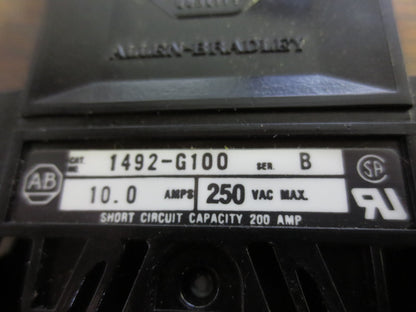 ALLEN-BRADLEY
CAT. NO. 1492-G100 SER. B
AB 10.0 AMPS 250 VAC MAX.
SHORT CIRCUIT CAPACITY 200 AMP